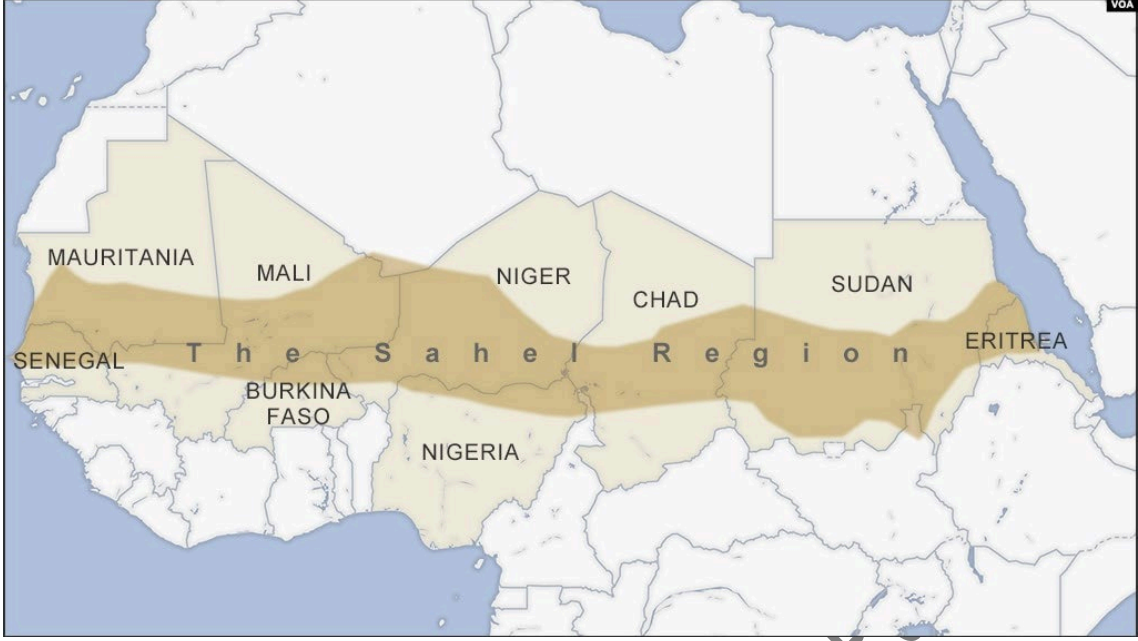 VOA
MAURITANIA
MALI
NIGER
CHAD
SUDAN
ERITREA
The Sahel Region
SENEGAL
BURKINA
FASO
NIGERIA